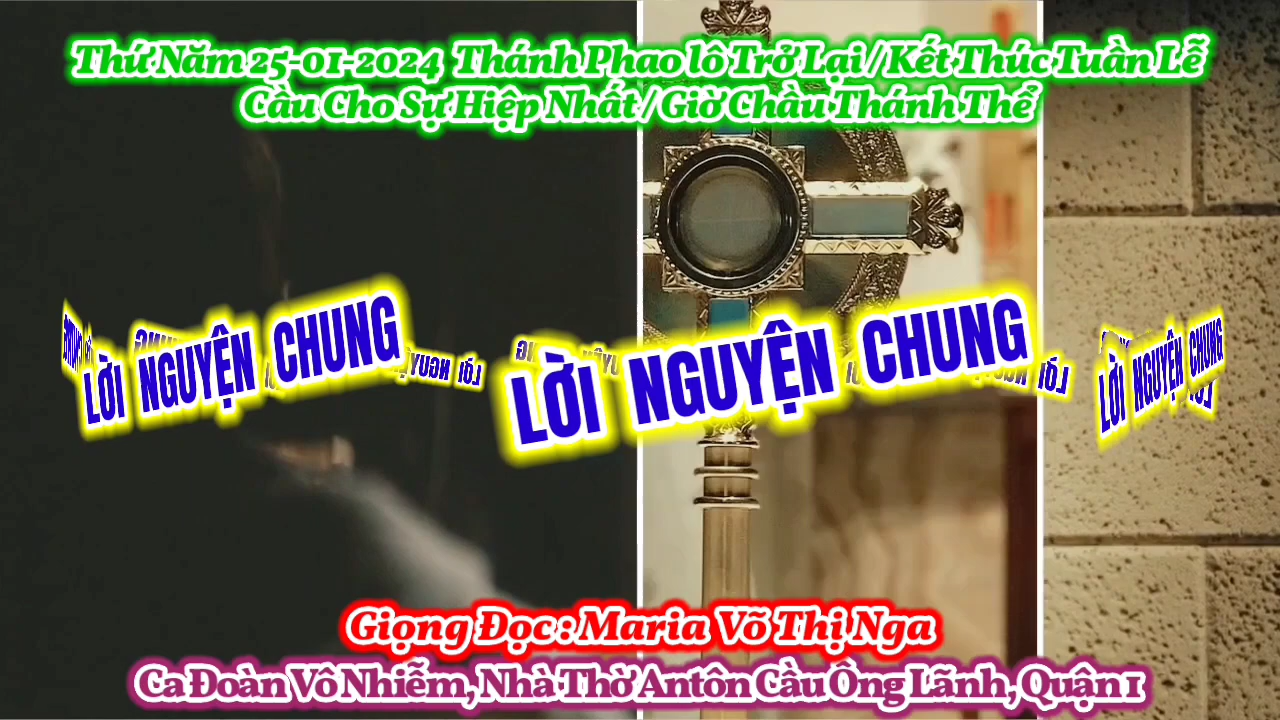 Thứ Năm 25-01-2024 Thánh Phao lô Trở Lại / Kết Thúc Tuần Lễ
Cầu Cho Sự Hiệp Nhất / Giờ Chầu Thánh Thể
LỜI NGUYỆN CHUNG
LỜI NGUYỆN CHUNG
LỜI NGUYỆN CHUNG
Giọng Đọc : Maria Võ Thị Nga
Ca Đoàn Vô Nhiễm, Nhà Thờ Antôn Cầu Ông Lãnh, Quận 1